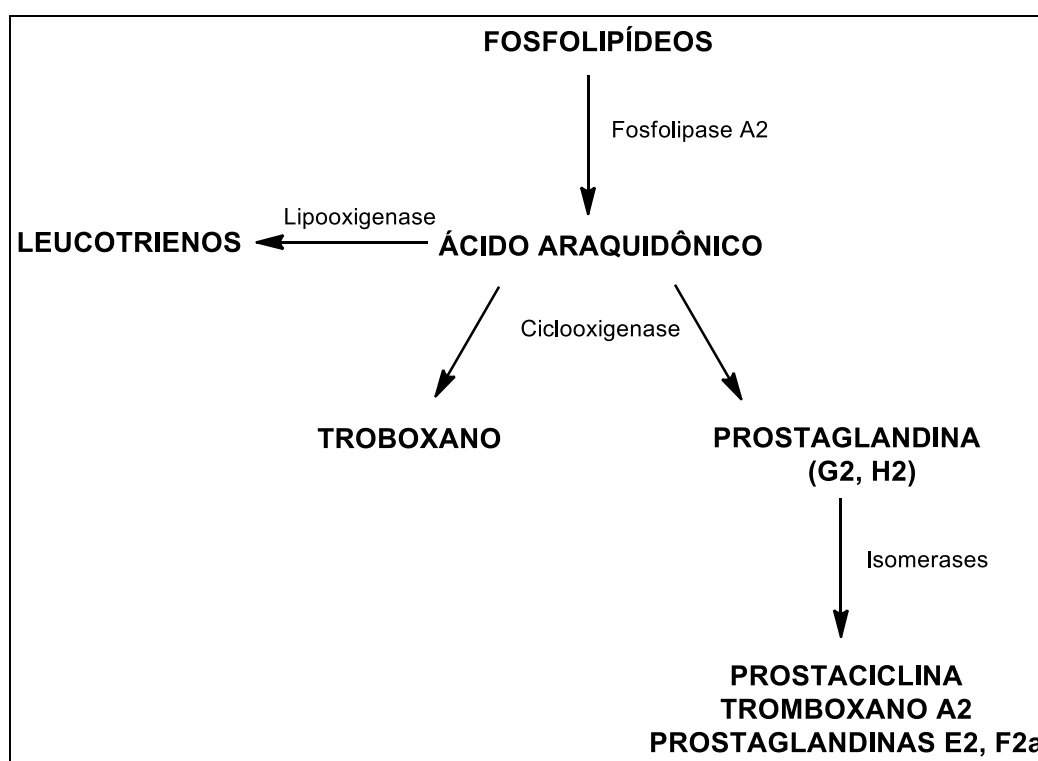 FOSFOLIPÍDEOS
Fosfolipase A2
Lipooxigenase
LEUCOTRIENOS
ÁCIDO ARAQUIDÔNICO
Ciclooxigenase
TROBOXANO
PROSTAGLANDINA
(G2, H2)
Isomerases
PROSTACICLINA
TROMBOXANO A2
PROSTAGLANDINAS E2, F2a